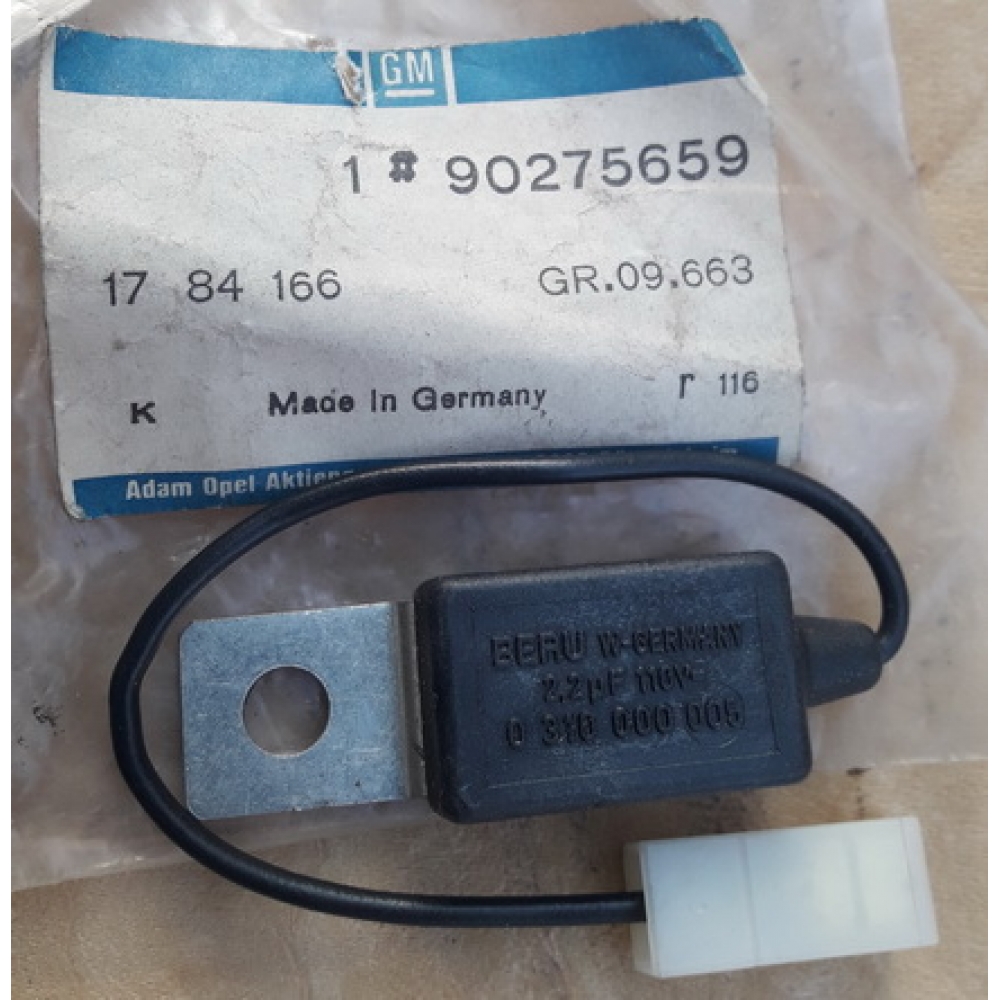 GM
1 # 90275659
17 84 166 GR.09.663
K Made in Germany r 116
Adam Opel
BERU W-GERMANY
2,2µF 110V-
0 310 000 005